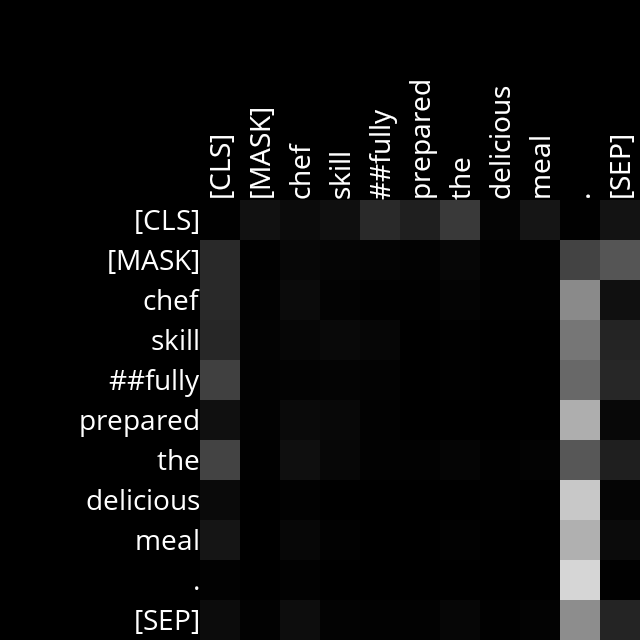 [CLS] [MASK] chef skill ##fully prepared the delicious meal . [SEP]
[CLS]
[MASK]
chef
skill
##fully
prepared
the
delicious
meal
.
[SEP]